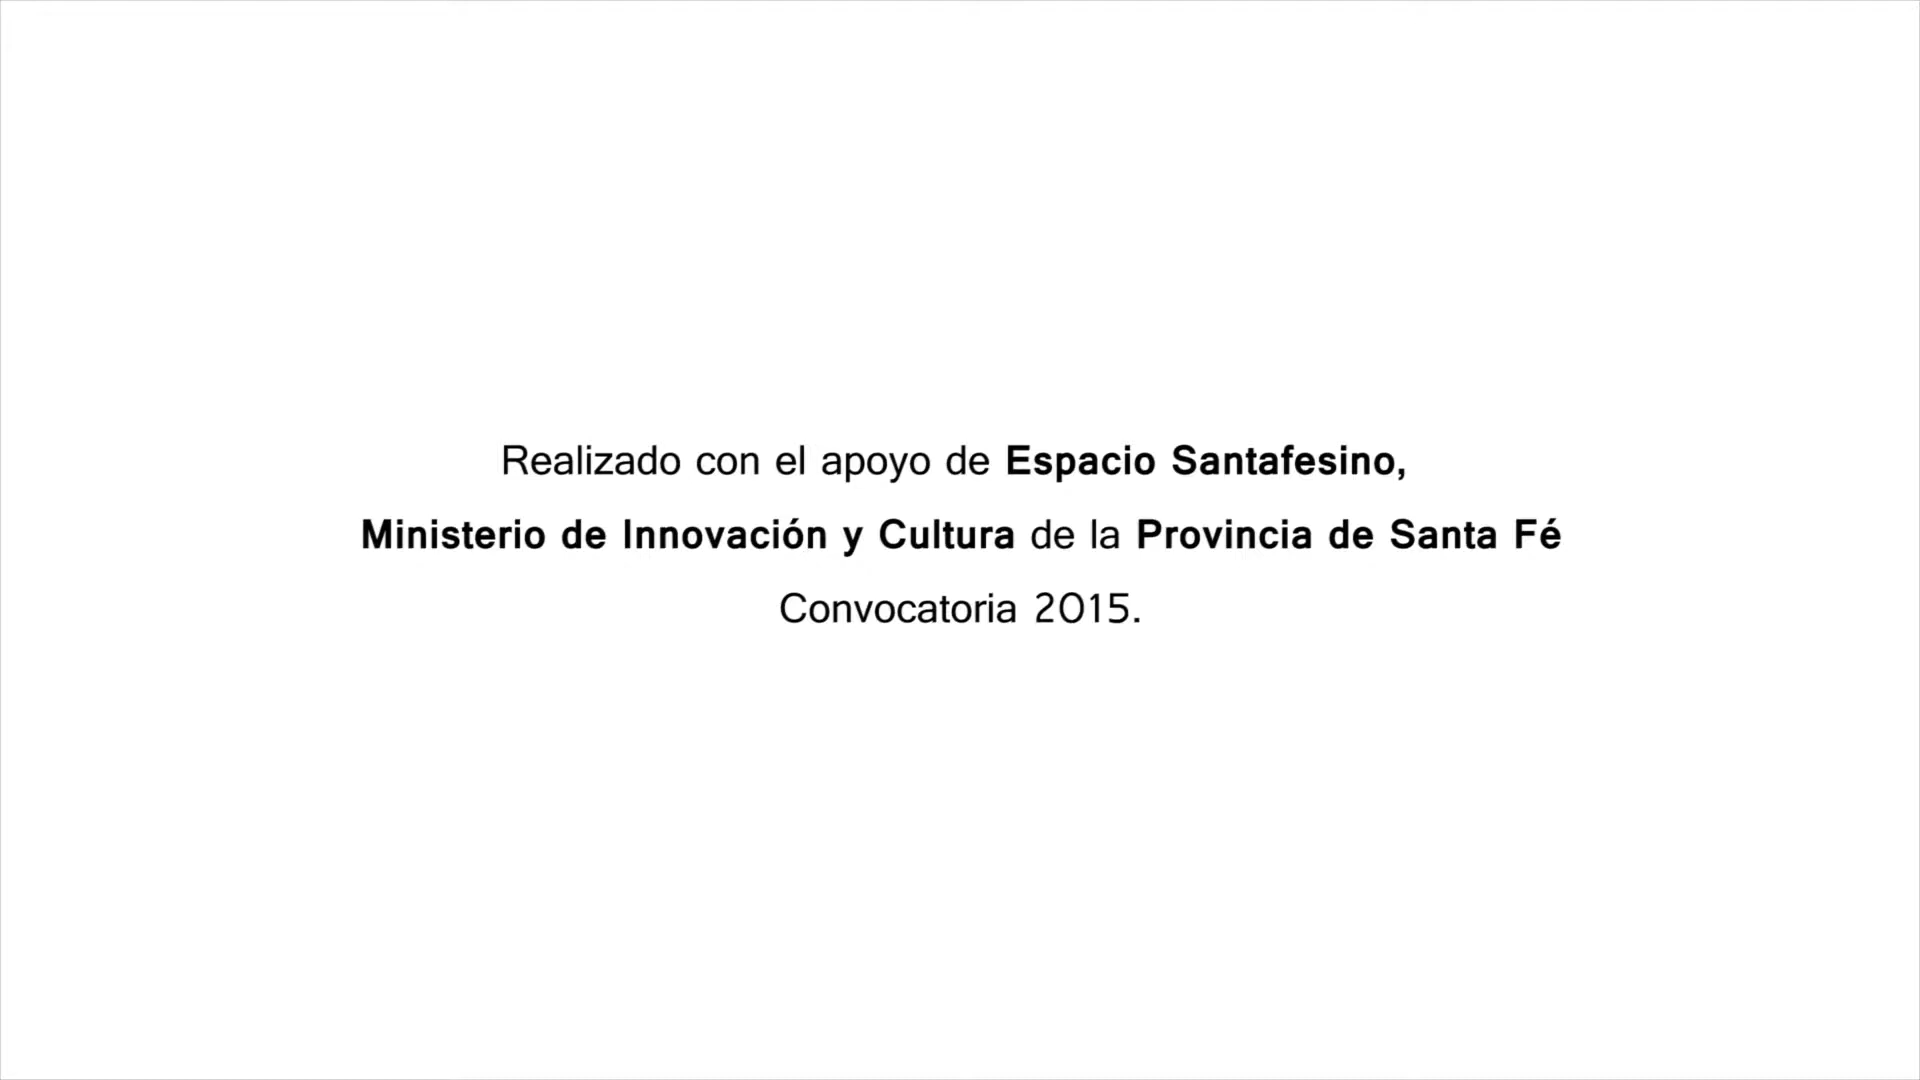 Realizado con el apoyo de Espacio Santafesino,
Ministerio de Innovación y Cultura de la Provincia de Santa Fé
Convocatoria 2015.